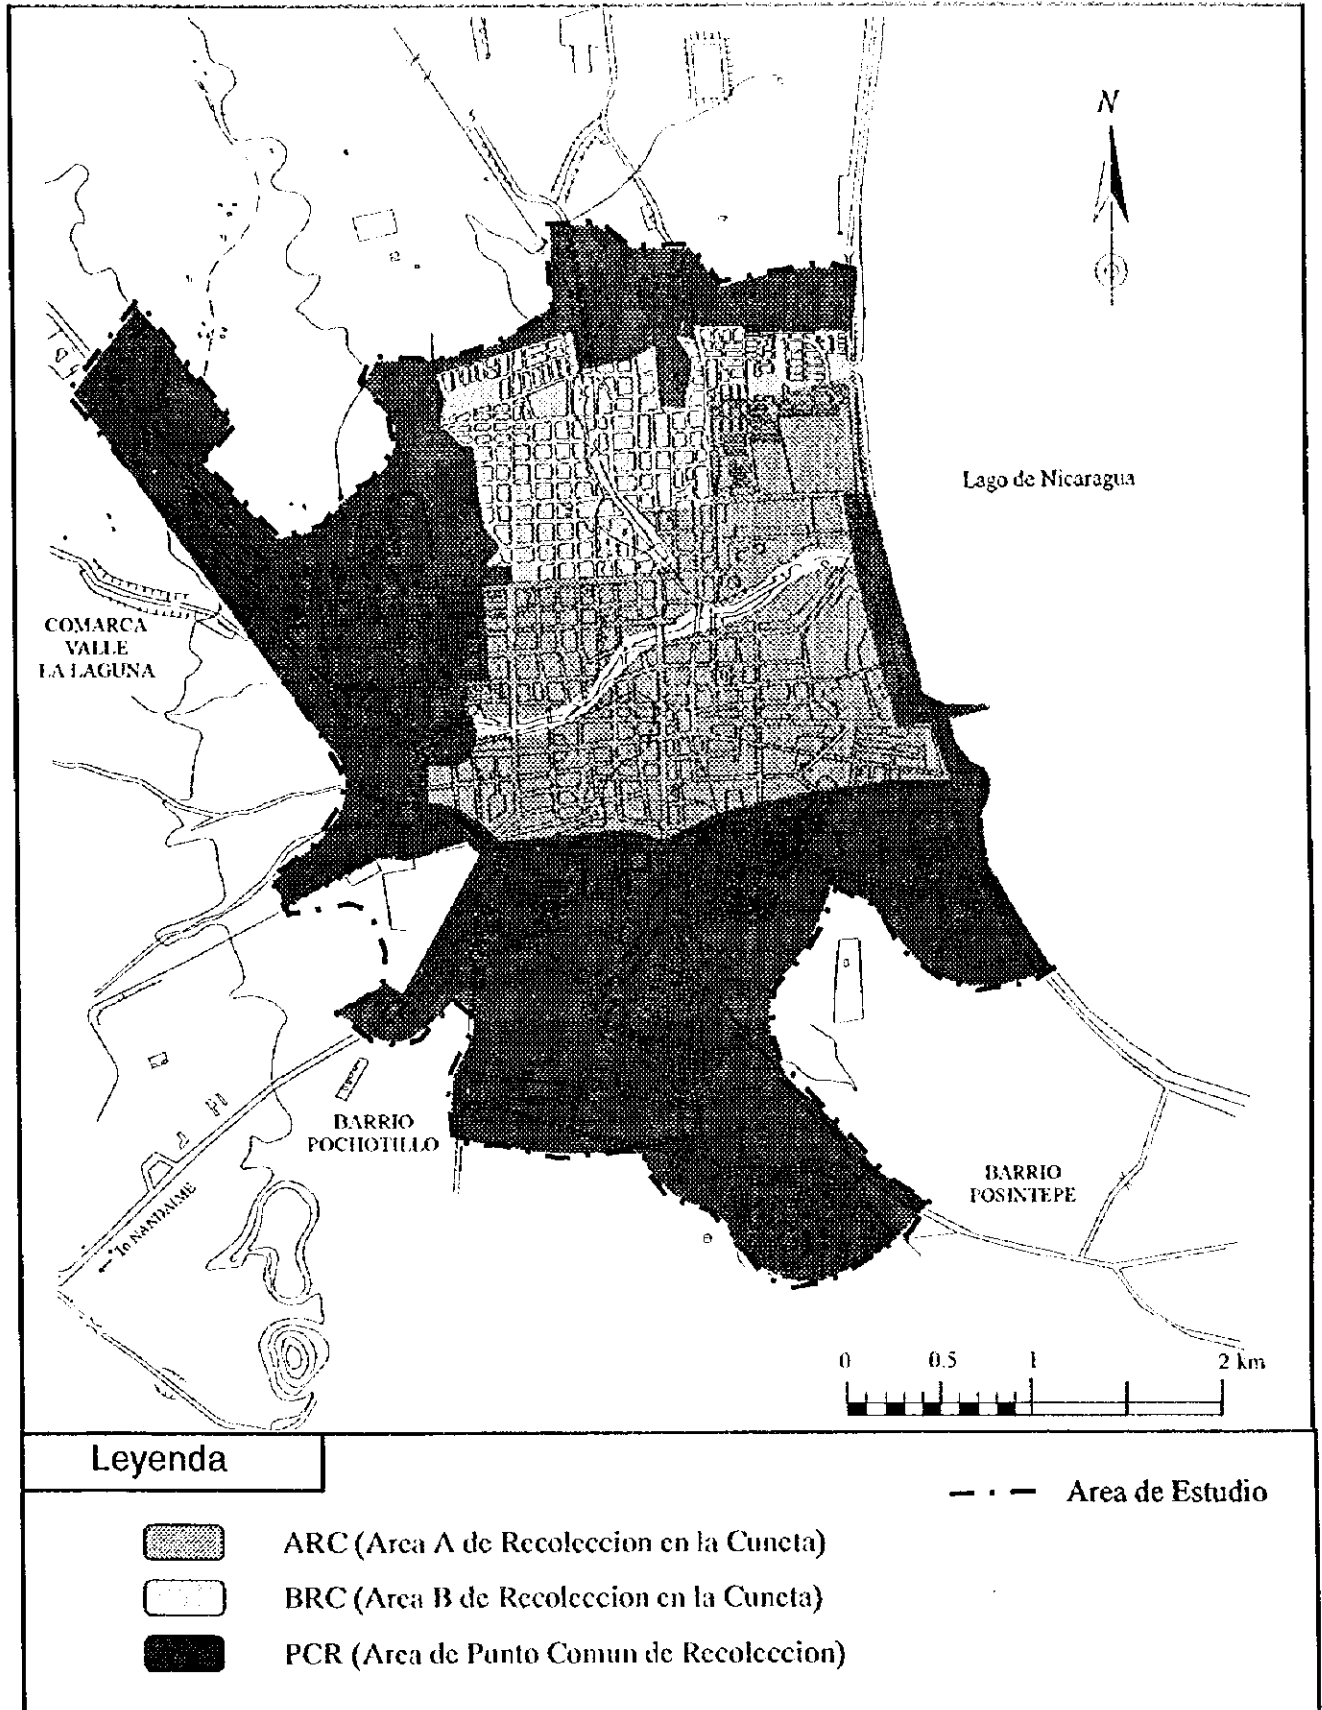 N
Lago de Nicaragua
COMARCA
VALLE
LA LAGUNA
BARRIO
POCHOTILLO
BARRIO
POSINTEPE
To NANDAIME
0 0.5 1 2 km
Leyenda
Area de Estudio
ARC (Area A de Recoleccion en la Cuneta)
BRC (Area B de Recoleccion en la Cuneta)
PCR (Area de Punto Comun de Recoleccion)